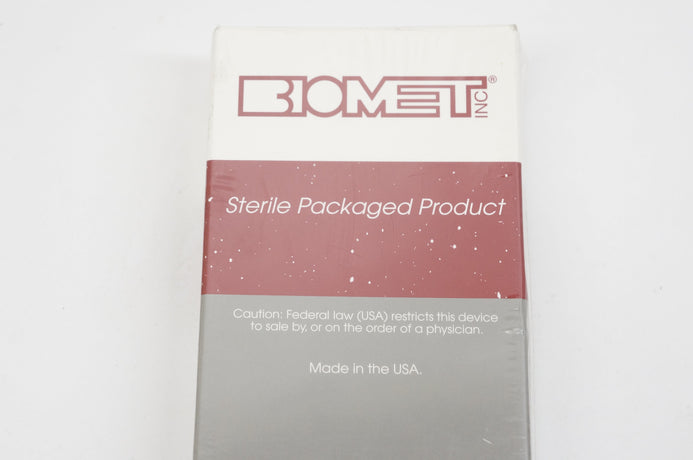 BIOMET INC ®
Sterile Packaged Product
Caution: Federal law (USA) restricts this device
to sale by, or on the order of a physician.
Made in the USA.